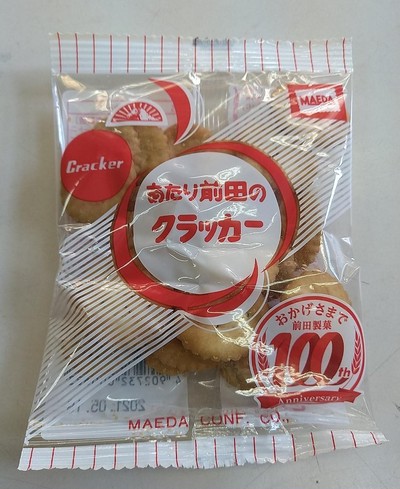 MAEDA
Cracker
あたり前田の
クラッカー
おかげさまで
前田製菓
100th
Anniversary
MAEDA CONF. CO.,